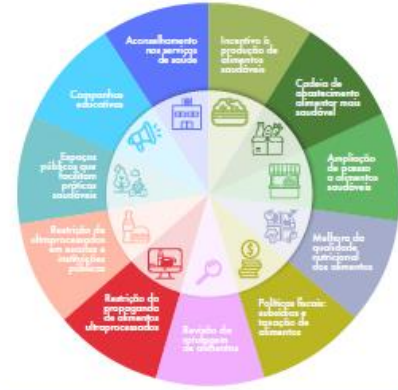 Aconselhamento
nos serviços
de saúde
Incentivo à
produção de
alimentos
saudáveis
Cadeia de
abastecimento
alimentar mais
saudável
Ampliação
de acesso
a alimentos
saudáveis
Melhora da
qualidade
nutricional
dos alimentos
Políticas fiscais:
subsídios e
taxação de
alimentos
Revisão da
rotulagem
de alimentos
Restrição da
propaganda
de alimentos
ultraprocessados
Restrição de
ultraprocessados
em escolas e
instituições
públicas
Espaços
públicos que
facilitam
práticas
saudáveis
Campanhas
educativas